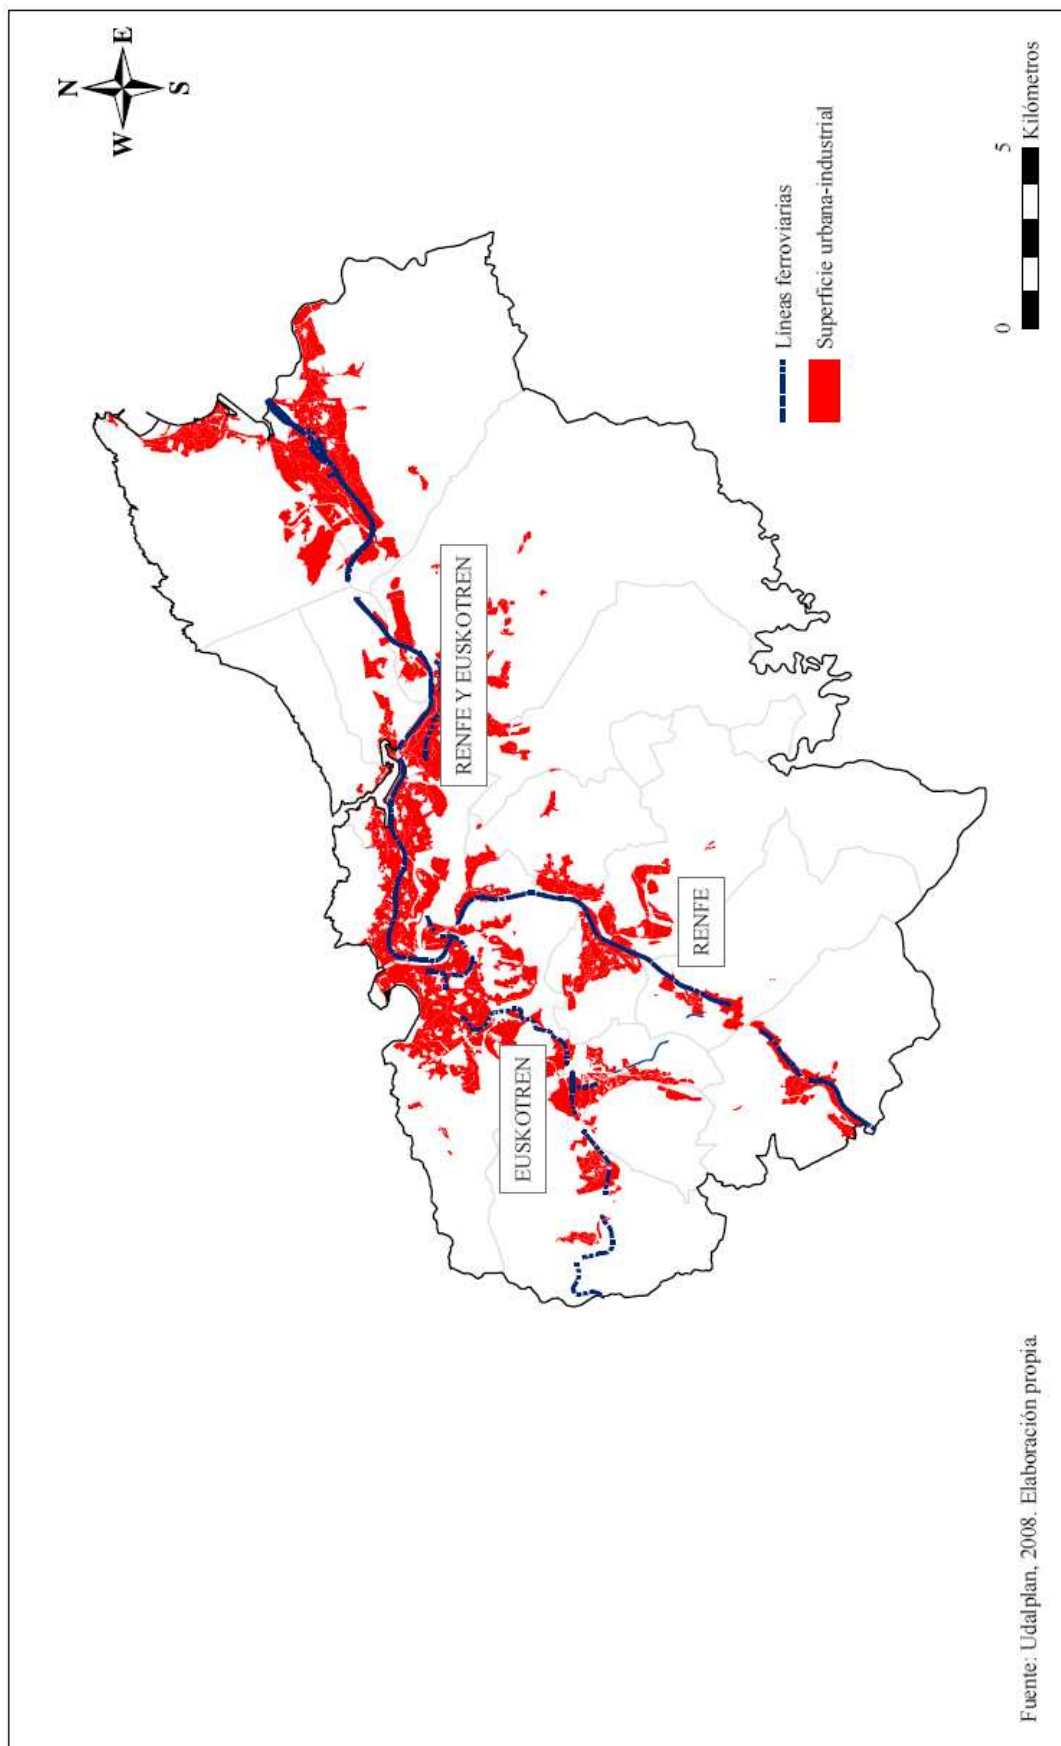 N
W
E
S
RENFE Y EUSKOTREN
RENFE
EUSKOTREN
Líneas ferroviarias
Superficie urbana-industrial
0 5
Kilómetros
Fuente: Udalplan, 2008. Elaboración propia.